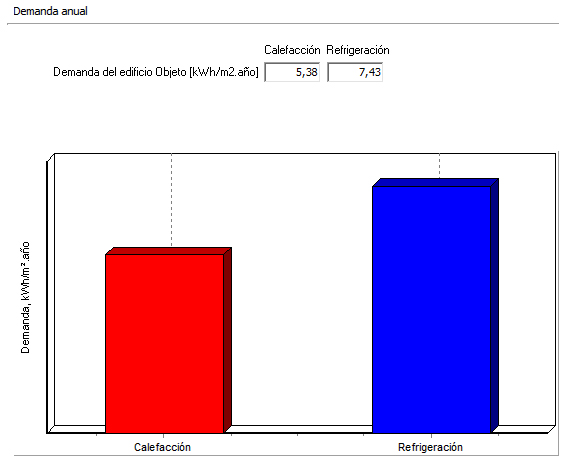 Demanda anual
Calefacción Refrigeración
Demanda del edificio Objeto [kWh/m2.año] 5,38 7,43
Demanda, kWh/m².año
Calefacción Refrigeración